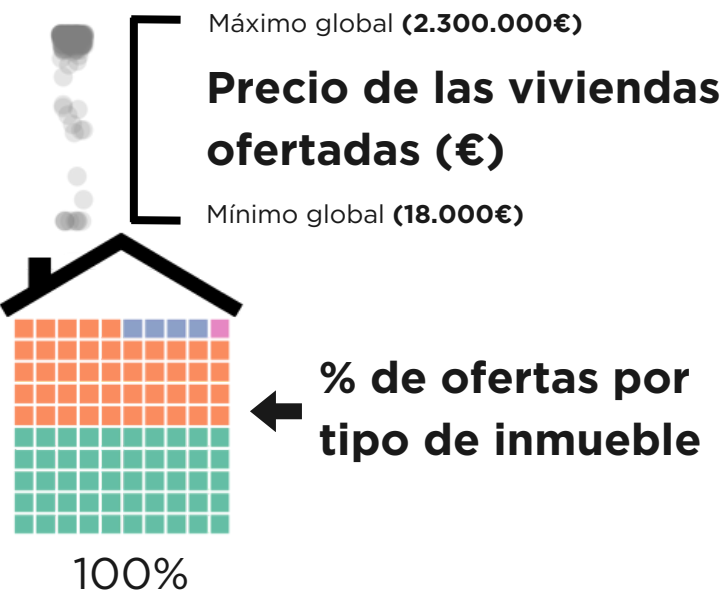 Máximo global (2.300.000€)
Precio de las viviendas
ofertadas (€)
Mínimo global (18.000€)
% de ofertas por
tipo de inmueble
100%